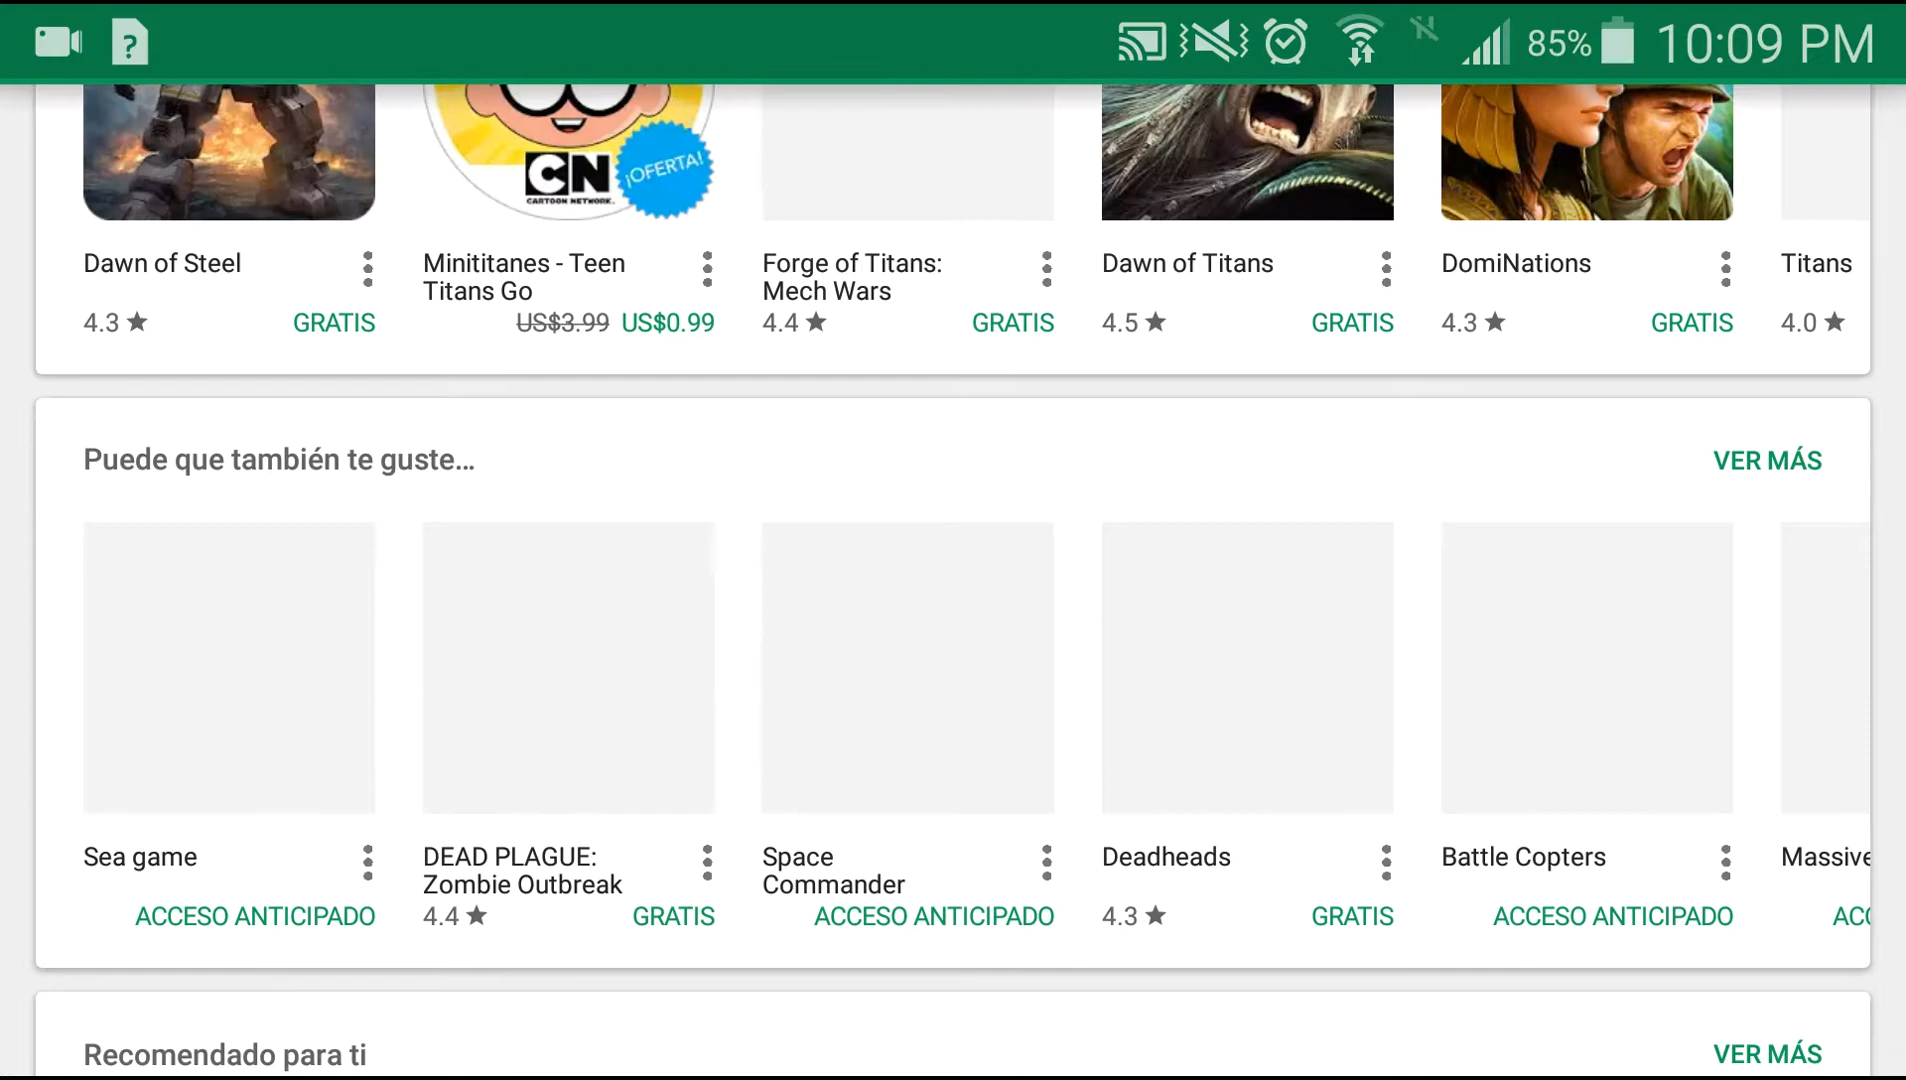 ?
85%
10:09 PM
CN
CARTOON NETWORK.
¡OFERTA!
Dawn of Steel
4.3 ★
GRATIS
Minititanes - Teen
Titans Go
US$3.99 US$0.99
Forge of Titans:
Mech Wars
4.4 ★
GRATIS
Dawn of Titans
4.5 ★
GRATIS
DomiNations
4.3 ★
GRATIS
Titans
4.0 ★
Puede que también te guste...
VER MÁS
Sea game
ACCESO ANTICIPADO
DEAD PLAGUE:
Zombie Outbreak
4.4 ★
GRATIS
Space
Commander
ACCESO ANTICIPADO
Deadheads
4.3 ★
GRATIS
Battle Copters
ACCESO ANTICIPADO
Massive
ACC
Recomendado para ti
VER MÁS